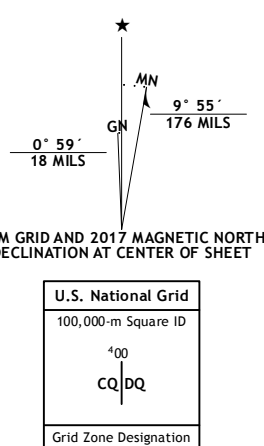 ★
MN
GN
9° 55´
176 MILS
0° 59´
18 MILS
M GRID AND 2017 MAGNETIC NORTH
DECLINATION AT CENTER OF SHEET
U.S. National Grid
100,000-m Square ID
400
CQ DQ
Grid Zone Designation